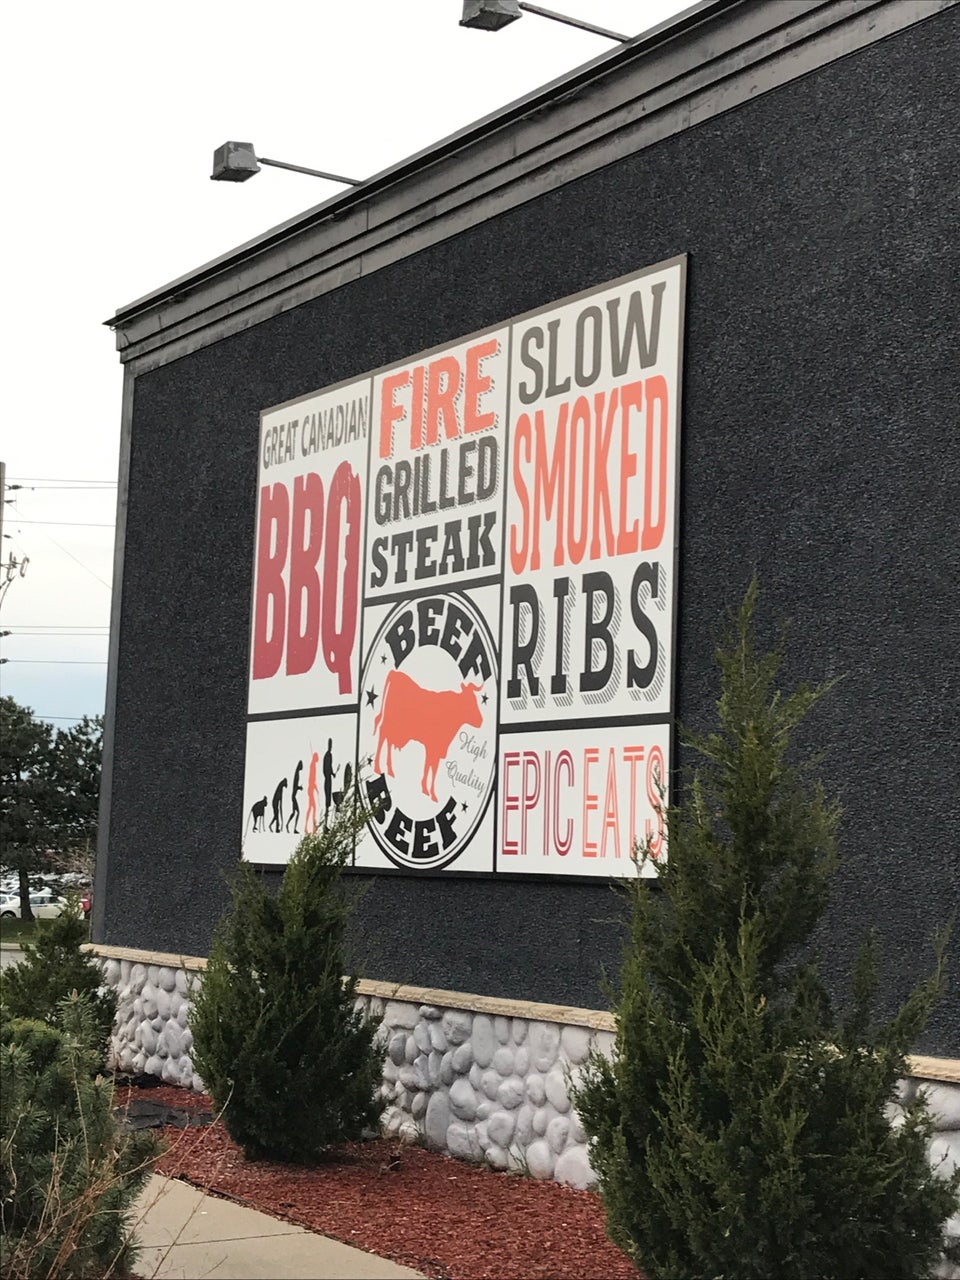 GREAT CANADIAN
BBQ
FIRE
GRILLED
STEAK
BEEF
High
Quality
BEEF
SLOW
SMOKED
RIBS
EPIC EATS